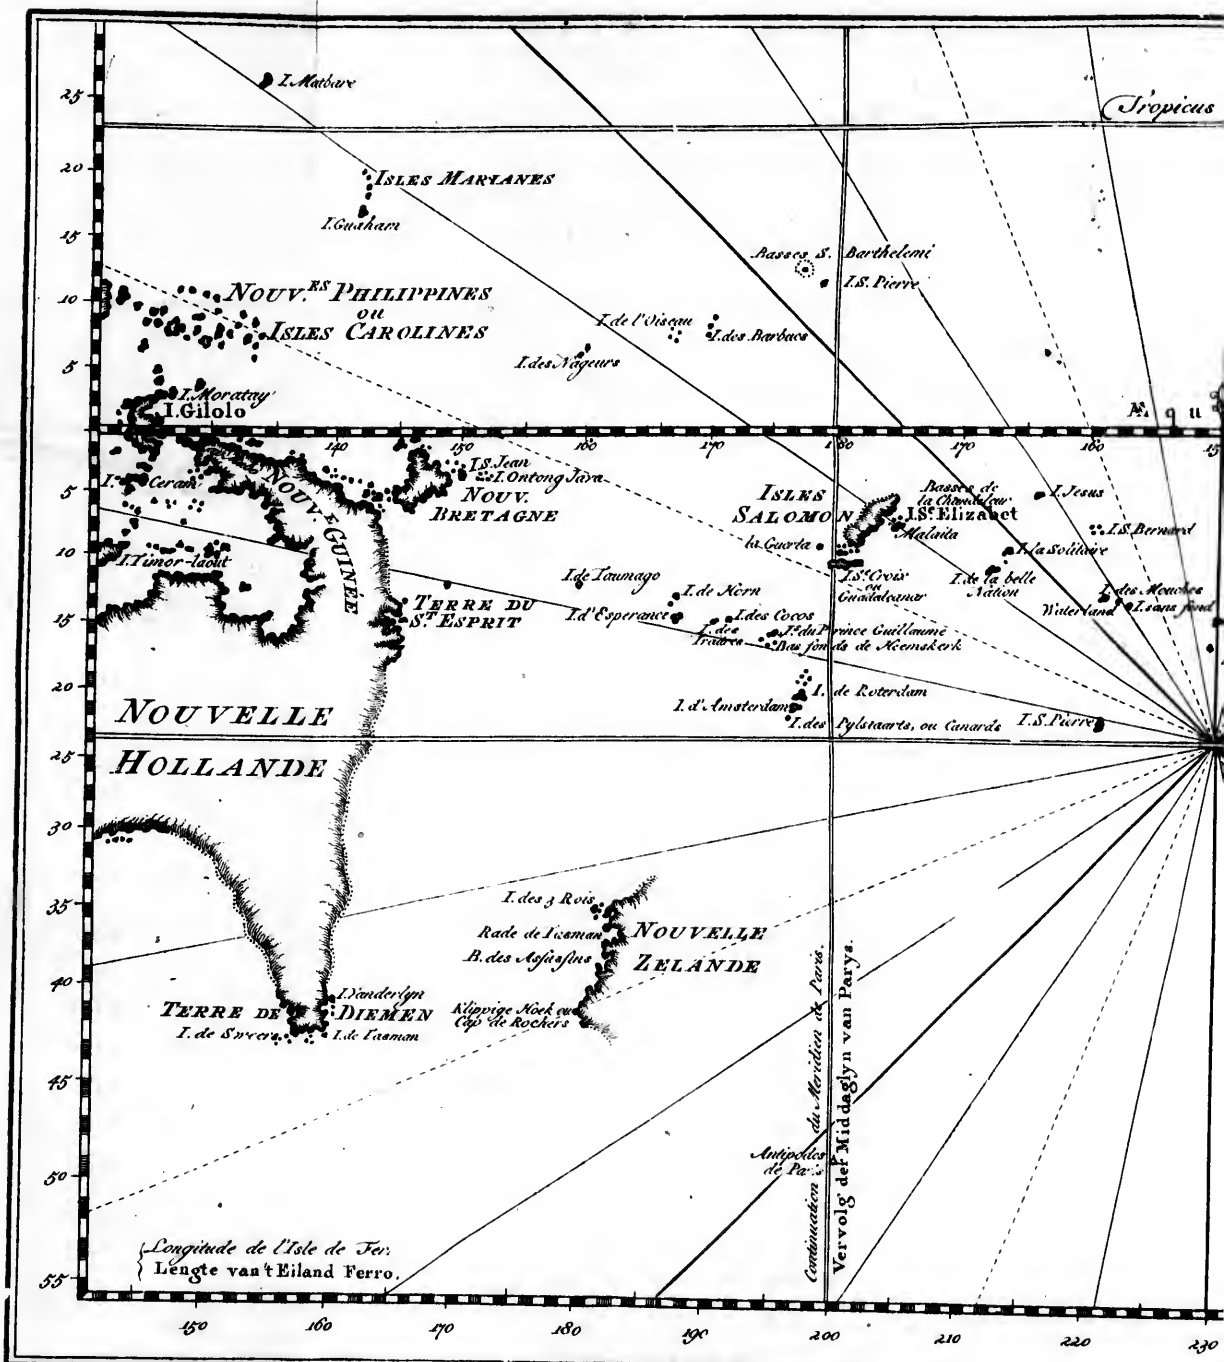 I. Matbare
25
Tropicus
20
ISLES MARIANES
I. Guaham
15
Basses S. Barthelemi
I. S. Pierre
NOUV.RS PHILIPPINES
ou
ISLES CAROLINES
10
I. de l'Oiseau
I. des Barbues
I. des Nageurs
5
I. Moratay
I. Gilolo
140
150
160
170
180
170
160
I. Ceram
NOUV. GUINÉE
I. S. Jean
I. Ontong Java
NOUV.
BRETAGNE
ISLES
SALOMON
Basses de
la Chandeleur
I. St. Elizabet
Malaita
I. Jesus
5
I. S. Bernard
la Guerta
I. la Solitaire
10
I. Timor-laout
I. de Taumago
I. St. Croix
ou
Guadalcanar
I. de la belle
Nation
I. des Mouches
Waterland
I. sans fond
I. de Horn
TERRE DU
ST. ESPRIT
I. d'Esperance
I. des Cocos
15
I. des
Traitres
Is. du Prince Guillaume
Bas fonds de Heemskerk
20
I. de Roterdam
I. d'Amsterdam
I. des Pylstaarts, ou Canards
I. S. Pierre
NOUVELLE
HOLLANDE
25
30
35
I. des 3 Rois
Rade de Tasman
B. des Assassins
NOUVELLE
ZELANDE
40
I. Vanderlyn
TERRE DE DIEMEN
I. de Sweers
I. de Tasman
Klippige Hoek ou
Cap de Rochers
45
Continuation du Meridien de Paris.
Vervolg der Middaglyn van Parys.
50
Antipodes
de Paris
Longitude de l'Isle de Fer.
Lengte van't Eiland Ferro.
55
150
160
170
180
190
200
210
220
230